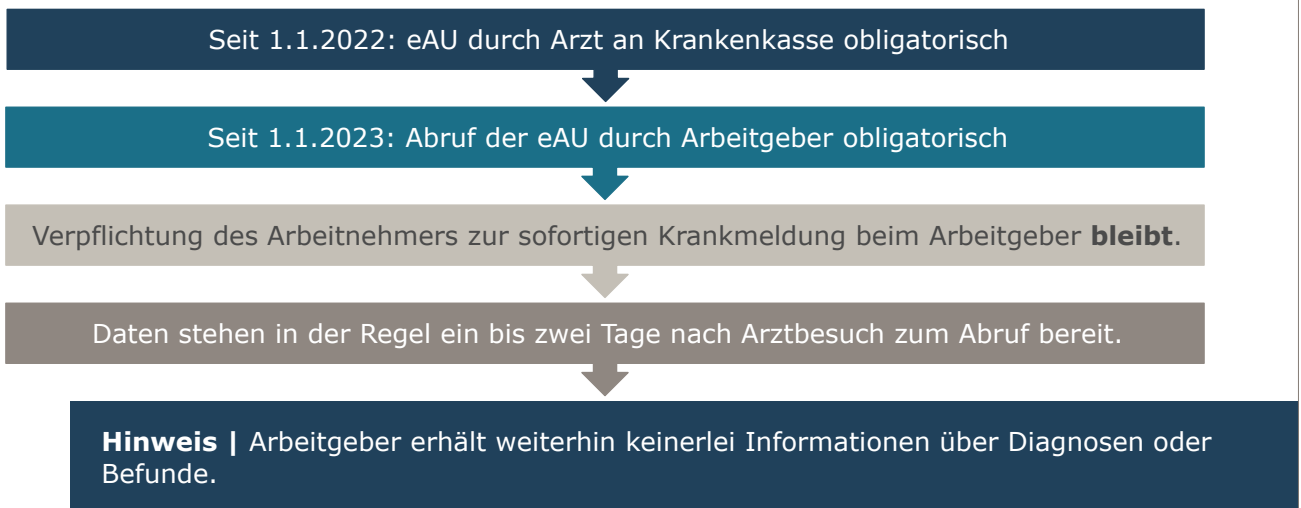 Seit 1.1.2022: eAU durch Arzt an Krankenkasse obligatorisch
Seit 1.1.2023: Abruf der eAU durch Arbeitgeber obligatorisch
Verpflichtung des Arbeitnehmers zur sofortigen Krankmeldung beim Arbeitgeber bleibt.
Daten stehen in der Regel ein bis zwei Tage nach Arztbesuch zum Abruf bereit.
Hinweis | Arbeitgeber erhält weiterhin keinerlei Informationen über Diagnosen oder
Befunde.